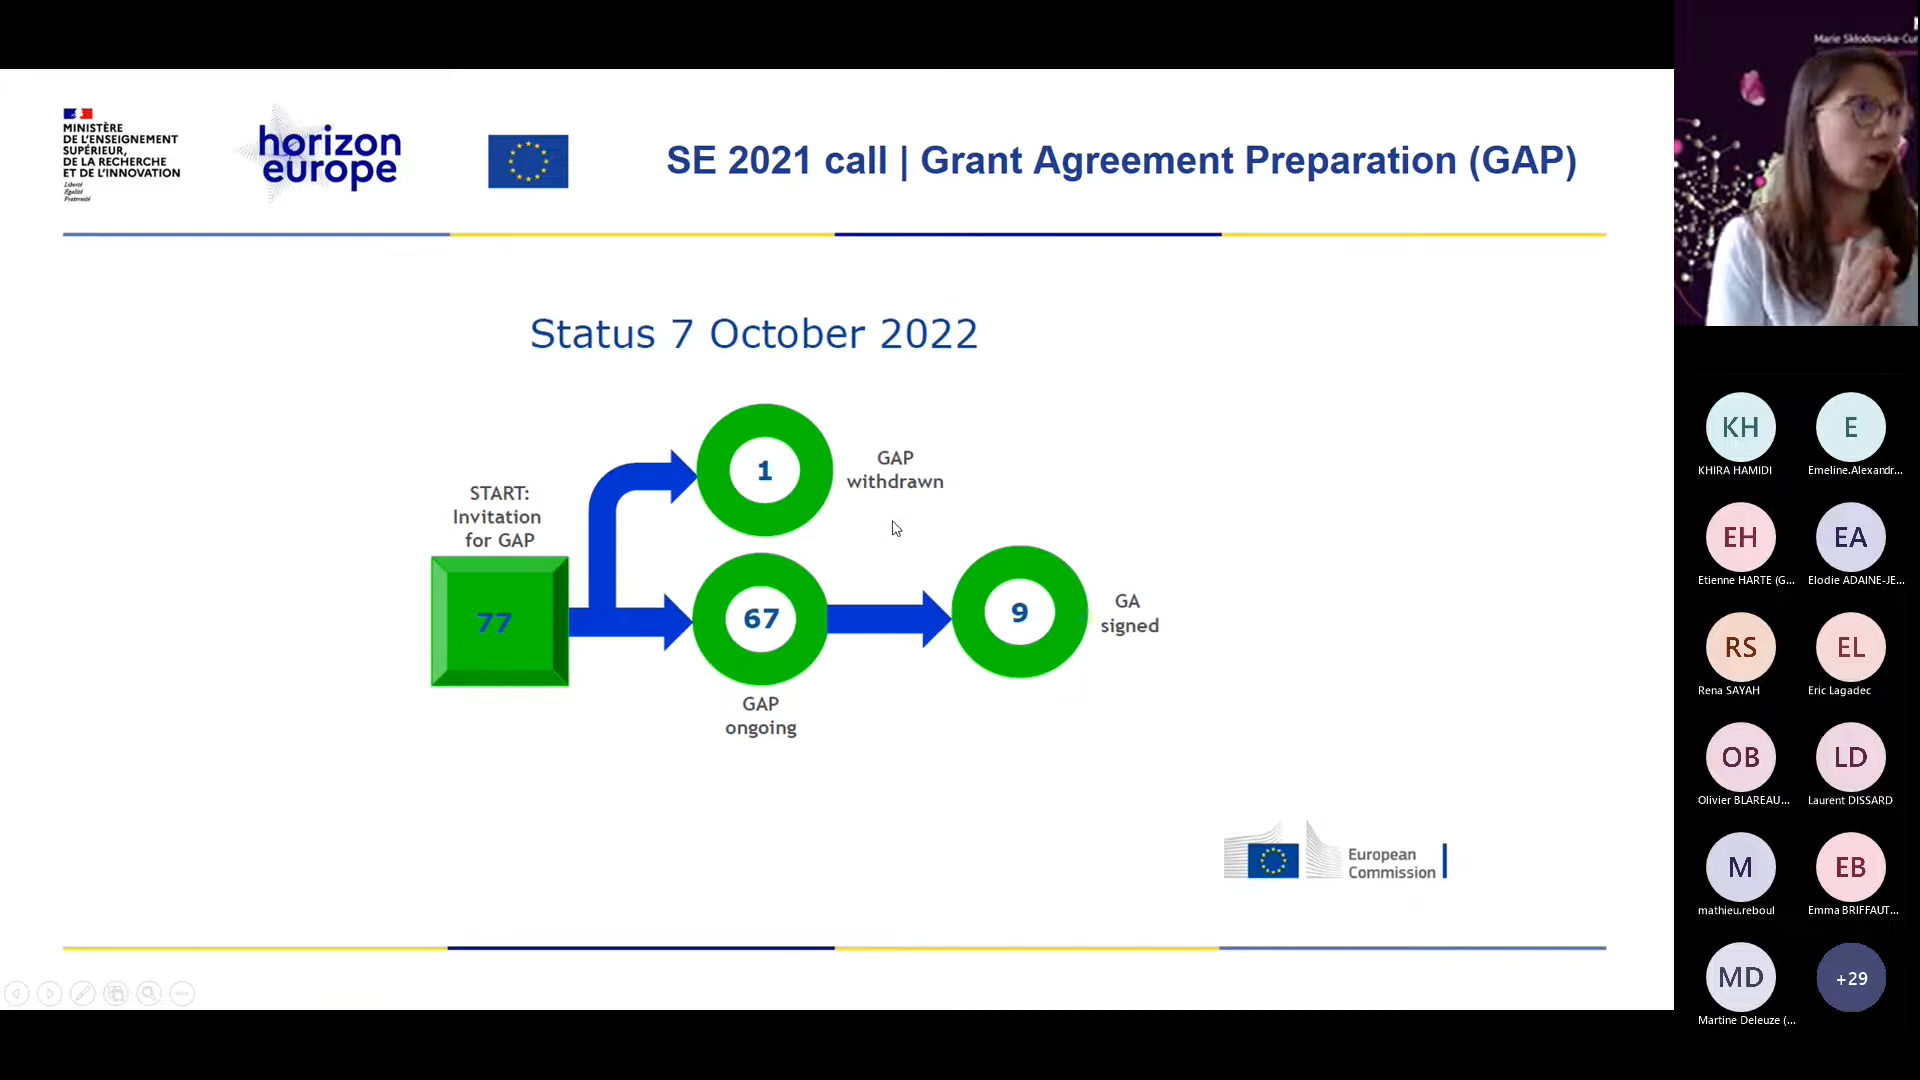 MINISTÈRE
DE L'ENSEIGNEMENT
SUPÉRIEUR,
DE LA RECHERCHE
ET DE L'INNOVATION
Liberté
Égalité
Fraternité
horizon
europe
SE 2021 call | Grant Agreement Preparation (GAP)
Status 7 October 2022
START:
Invitation
for GAP
77
1
GAP
withdrawn
67
GAP
ongoing
9
GA
signed
European
Commission
Marie Skłodowska-Cur
KH
KHIRA HAMIDI
E
Emeline.Alexandr...
EH
Etienne HARTE (G...
EA
Elodie ADAINE-JE...
RS
Rena SAYAH
EL
Eric Lagadec
OB
Olivier BLAREAU...
LD
Laurent DISSARD
M
mathieu.reboul
EB
Emma BRIFFAUT...
MD
Martine Deleuze (...
+29